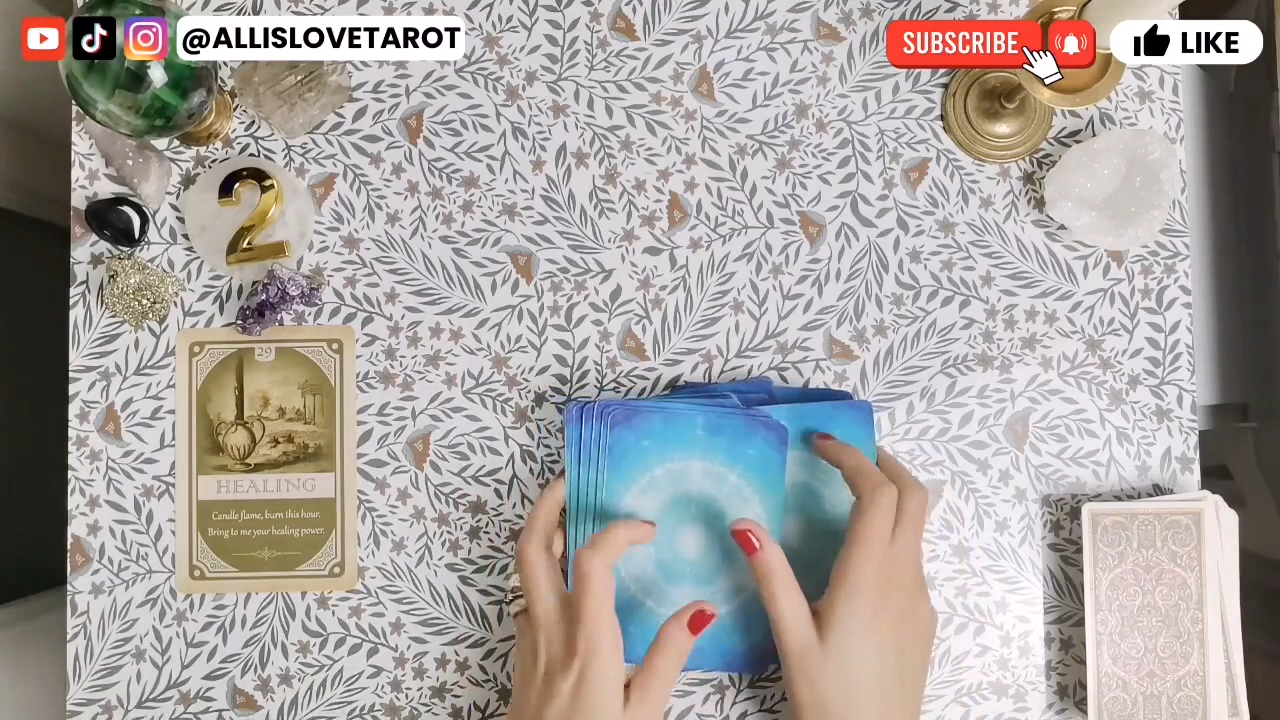 @ALLISLOVETAROT
SUBSCRIBE
LIKE
2
29
HEALING
Candle flame, burn this hour.
Bring to me your healing power.